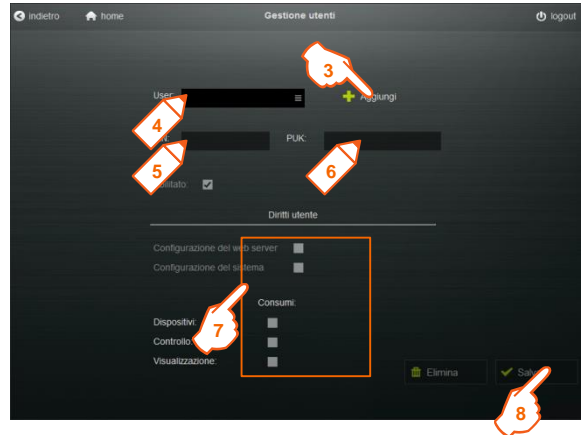 indietro home Gestione utenti logout
3
User: Aggiungi
4
PUK:
5 6
Diritti utente
Configurazione del web server
Configurazione del sistema
Consumi:
Dispositivi:
7
Controllo:
Visualizzazione:
Elimina
8